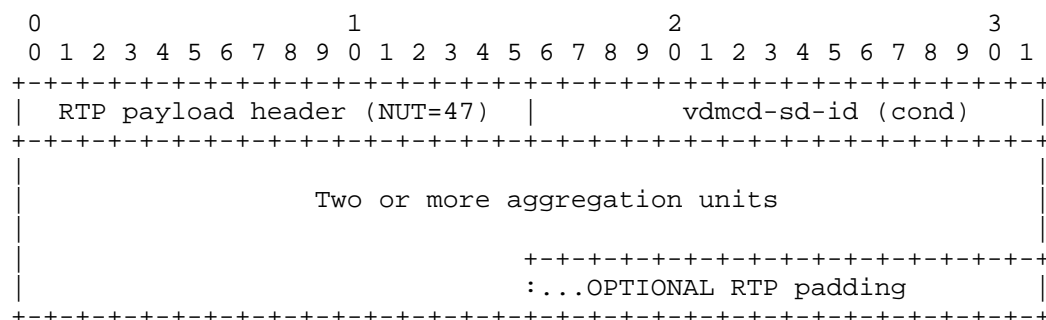 0                   1                   2                   3
 0 1 2 3 4 5 6 7 8 9 0 1 2 3 4 5 6 7 8 9 0 1 2 3 4 5 6 7 8 9 0 1
+-+-+-+-+-+-+-+-+-+-+-+-+-+-+-+-+-+-+-+-+-+-+-+-+-+-+-+-+-+-+-+-+
|  RTP payload header (NUT=47)  |         vdmcd-sd-id (cond)    |
+-+-+-+-+-+-+-+-+-+-+-+-+-+-+-+-+-+-+-+-+-+-+-+-+-+-+-+-+-+-+-+-+
|                                                               |
|                  Two or more aggregation units                |
|                                                               |
|                               +-+-+-+-+-+-+-+-+-+-+-+-+-+-+-+-+
|                               :...OPTIONAL RTP padding        |
+-+-+-+-+-+-+-+-+-+-+-+-+-+-+-+-+-+-+-+-+-+-+-+-+-+-+-+-+-+-+-+-+